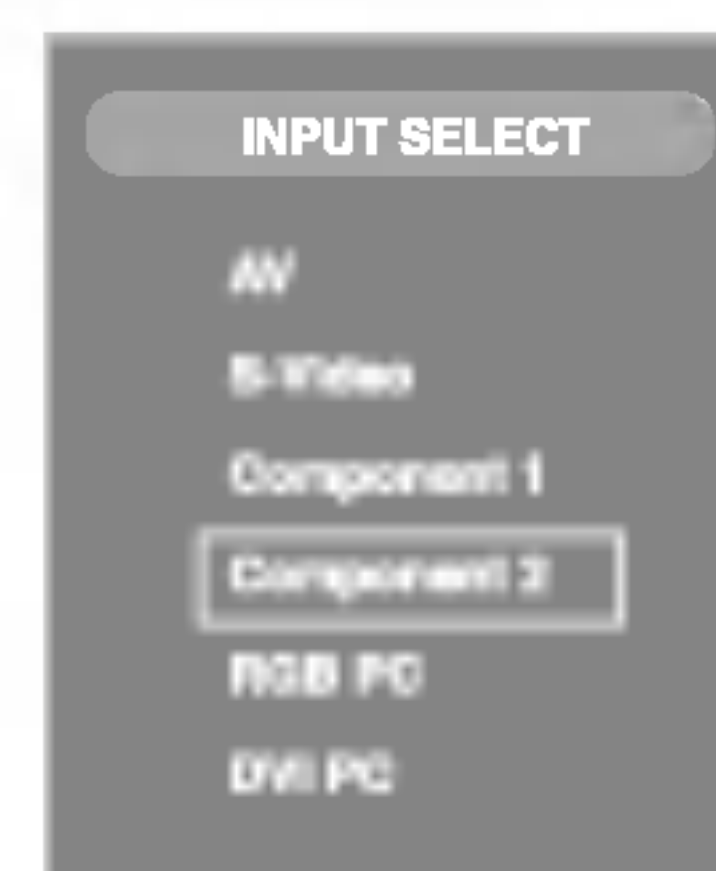 INPUT SELECT
AV
S-Video
Component 1
Component 2
RGB PC
DVI PC